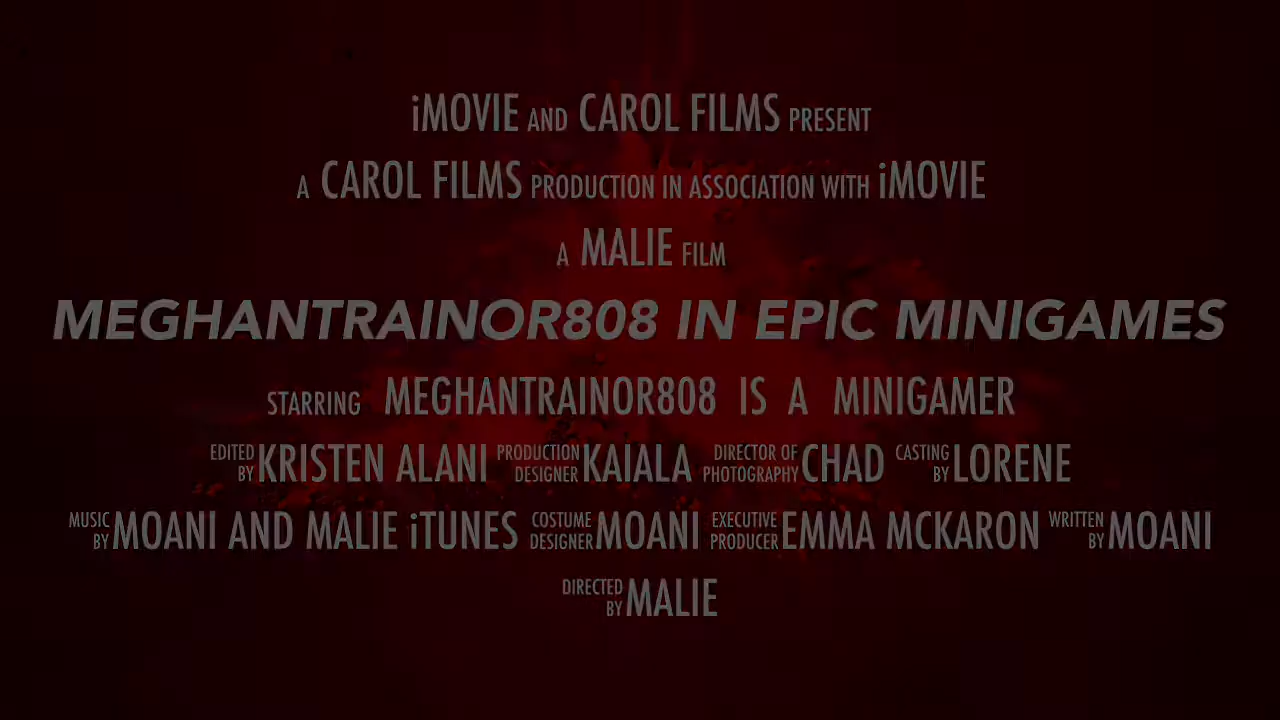 iMOVIE AND CAROL FILMS PRESENT
A CAROL FILMS PRODUCTION IN ASSOCIATION WITH iMOVIE
A MALIE FILM
MEGHANTRAINOR808 IN EPIC MINIGAMES
STARRING MEGHANTRAINOR808 IS A MINIGAMER
EDITED BY KRISTEN ALANI PRODUCTION DESIGNER KAIALA DIRECTOR OF PHOTOGRAPHY CHAD CASTING BY LORENE
MUSIC BY MOANI AND MALIE iTUNES COSTUME DESIGNER MOANI EXECUTIVE PRODUCER EMMA MCKARON WRITTEN BY MOANI
DIRECTED BY MALIE